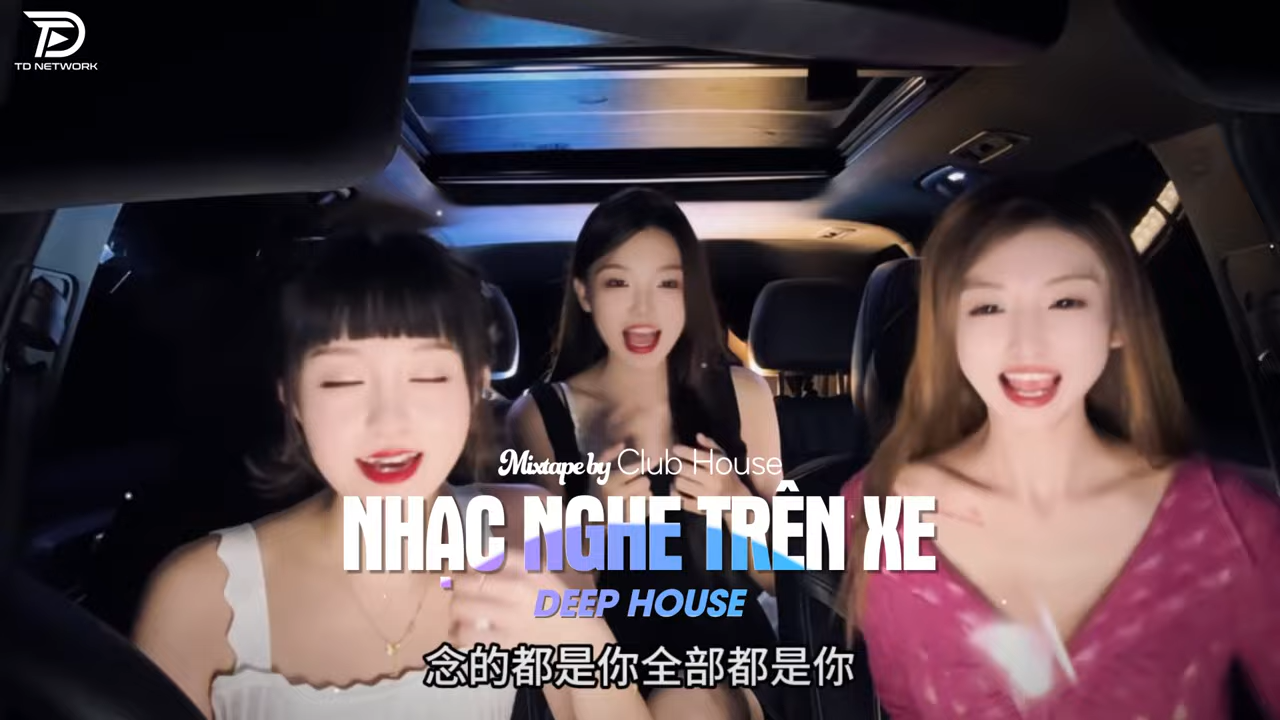 TD NETWORK
Mixtape by Club House
NHẠC NGHE TRÊN XE
DEEP HOUSE
念的都是你全部都是你